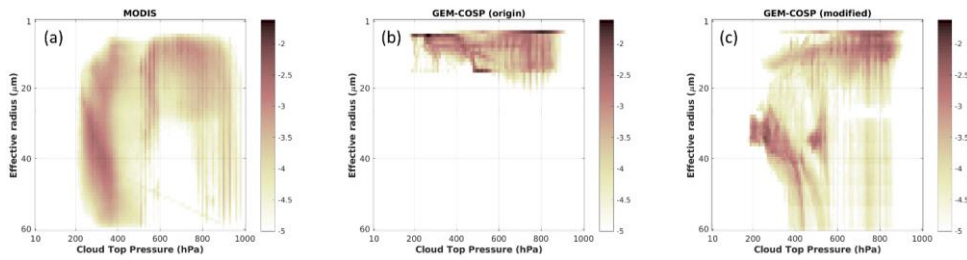 MODIS
(a)
Effective radius (μm)
1
20
40
60
10 200 400 600 800 1000
Cloud Top Pressure (hPa)
-2
-2.5
-3
-3.5
-4
-4.5
-5
GEM-COSP (origin)
(b)
Effective radius (μm)
1
20
40
60
10 200 400 600 800 1000
Cloud Top Pressure (hPa)
-2
-2.5
-3
-3.5
-4
-4.5
-5
GEM-COSP (modified)
(c)
Effective radius (μm)
1
20
40
60
10 200 400 600 800 1000
Cloud Top Pressure (hPa)
-2
-2.5
-3
-3.5
-4
-4.5
-5